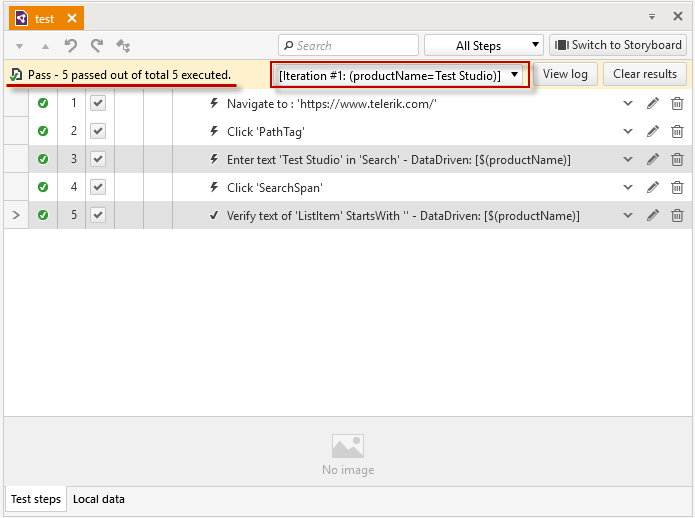 test
Search
All Steps
Switch to Storyboard
Pass - 5 passed out of total 5 executed.
[Iteration #1: (productName=Test Studio)]
View log
Clear results
1 Navigate to : 'https://www.telerik.com/'
2 Click 'PathTag'
3 Enter text 'Test Studio' in 'Search' - DataDriven: [$(productName)]
4 Click 'SearchSpan'
5 Verify text of 'ListItem' StartsWith '' - DataDriven: [$(productName)]
No image
Test steps
Local data